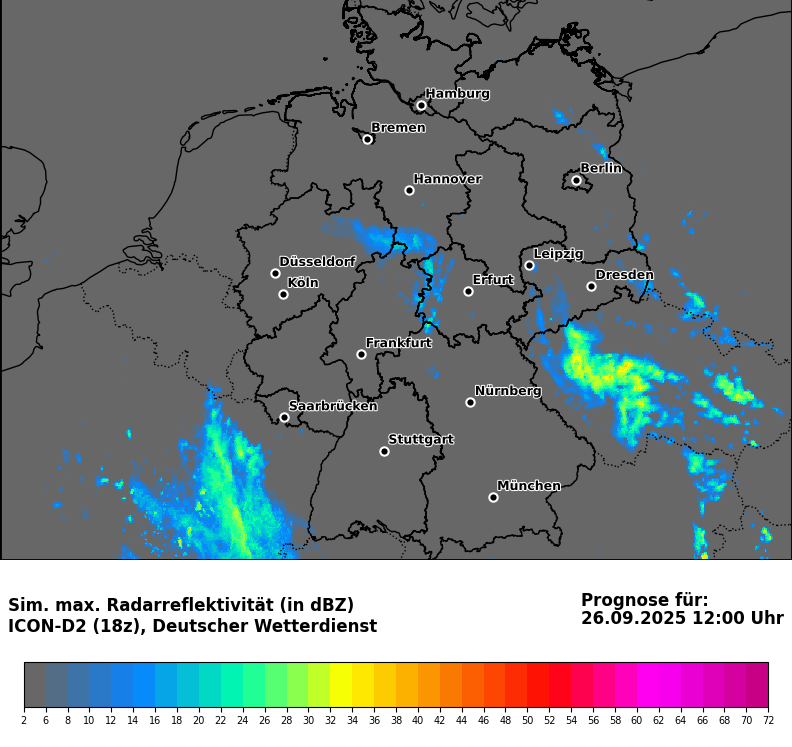 Hamburg
Bremen
Berlin
Hannover
Leipzig
Düsseldorf
Dresden
Köln
Erfurt
Frankfurt
Nürnberg
Saarbrücken
Stuttgart
München
Sim. max. Radarreflektivität (in dBZ)
ICON-D2 (18z), Deutscher Wetterdienst
Prognose für:
26.09.2025 12:00 Uhr
2 6 8 10 12 14 16 18 20 22 24 26 28 30 32 34 36 38 40 42 44 46 48 50 52 54 56 58 60 62 64 66 68 70 72